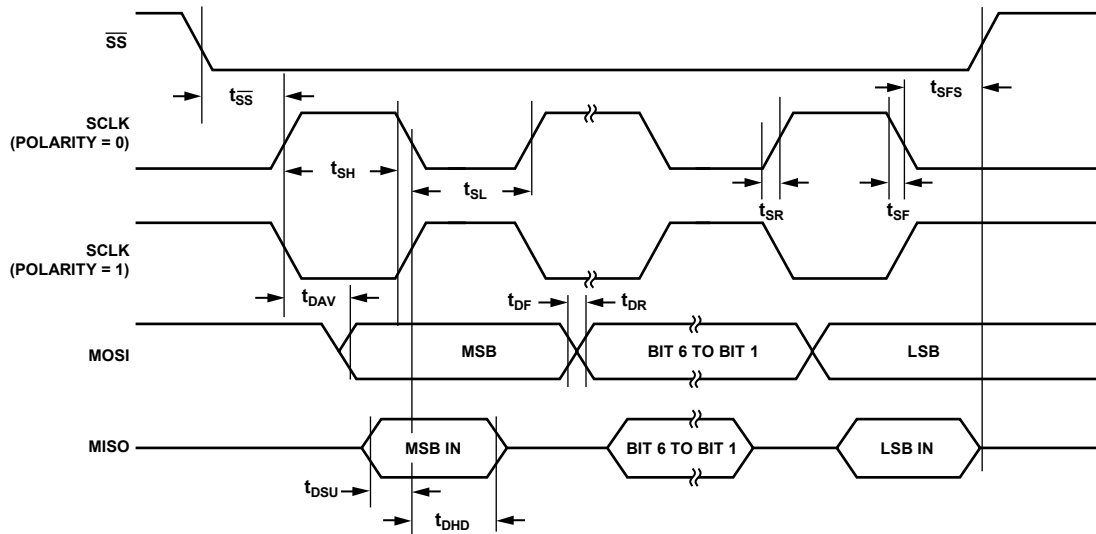 SS
tSS
tSFS
SCLK
(POLARITY = 0)
tSH
tSL
tSR
tSF
SCLK
(POLARITY = 1)
tDAV
tDF
tDR
MOSI
MSB
BIT 6 TO BIT 1
LSB
MISO
MSB IN
BIT 6 TO BIT 1
LSB IN
tDSU
tDHD